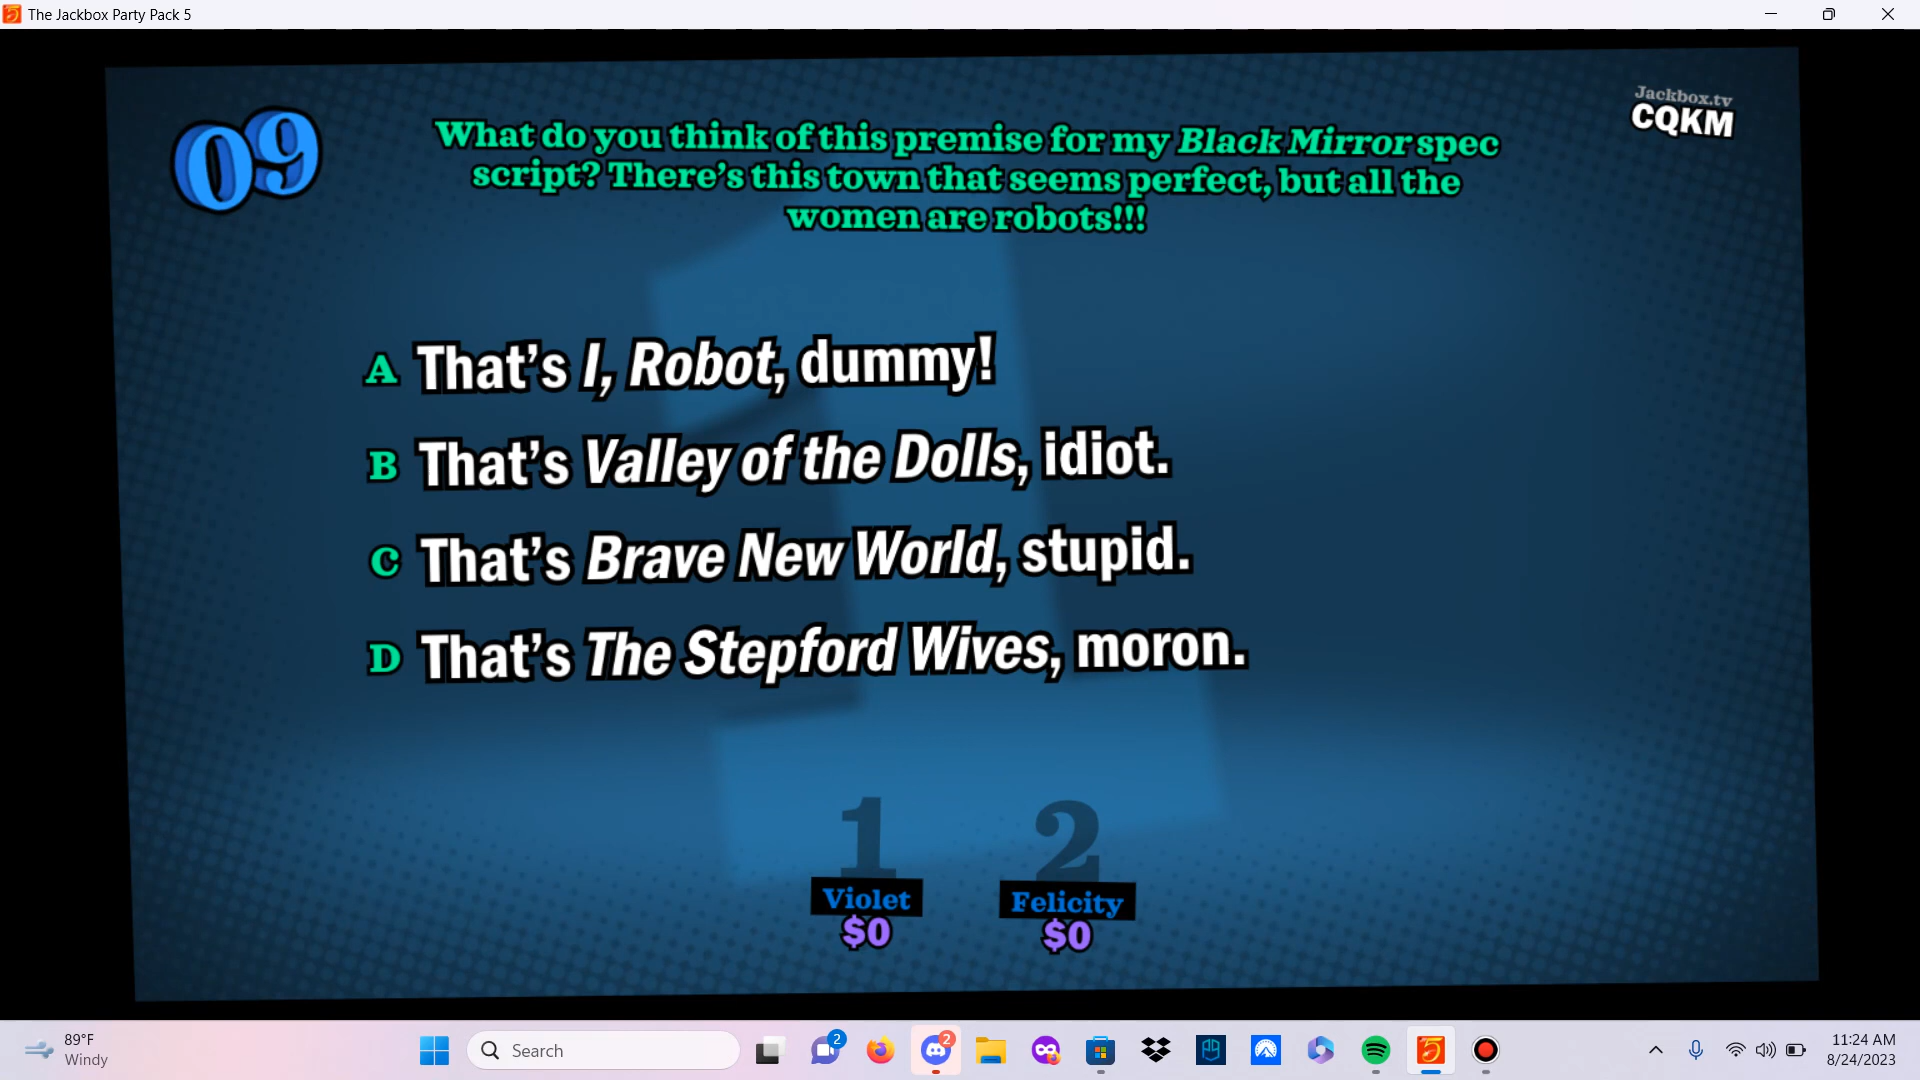 The Jackbox Party Pack 5
Jackbox.tv
CQKM
09
What do you think of this premise for my Black Mirror spec
script? There's this town that seems perfect, but all the
women are robots!!!
A That's I, Robot, dummy!
B That's Valley of the Dolls, idiot.
C That's Brave New World, stupid.
D That's The Stepford Wives, moron.
1
1 2
Violet Felicity
$0 $0
89°F
Windy
Search
2
2
11:24 AM
8/24/2023